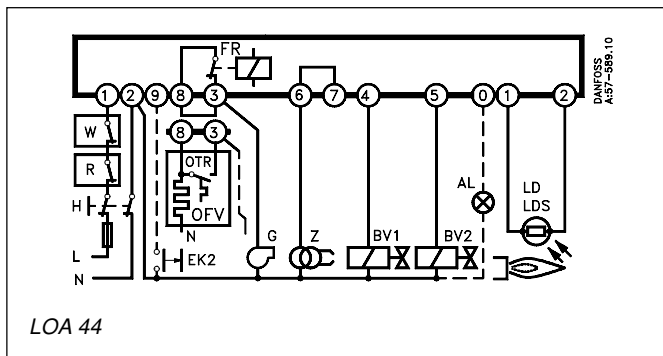 FR
1 2 9 8 3 6 7 4 5 0 1 2
DANFOSS
A:57-589.10
W
8 3
R
OTR
AL
H
OFV
LD
LDS
G Z BV1 BV2
L
N
EK2
N
LOA 44